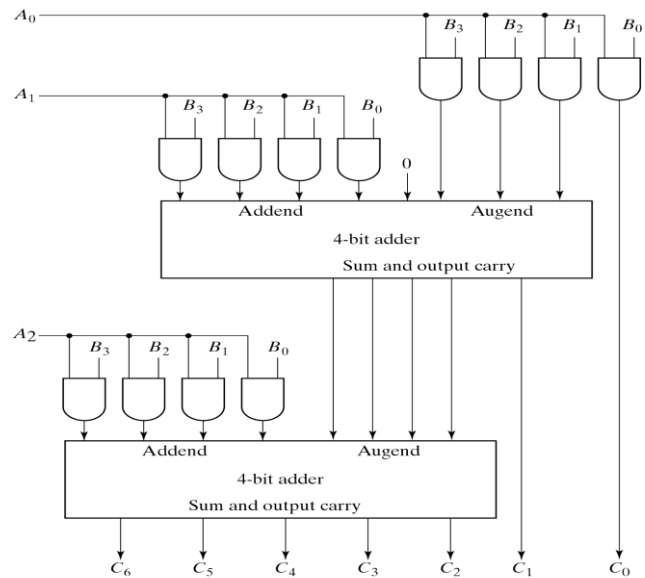 A₀
B₃ B₂ B₁ B₀
A₁
B₃ B₂ B₁ B₀
0
Addend Augend
4-bit adder
Sum and output carry
A₂
B₃ B₂ B₁ B₀
Addend Augend
4-bit adder
Sum and output carry
C₆ C₅ C₄ C₃ C₂ C₁ C₀